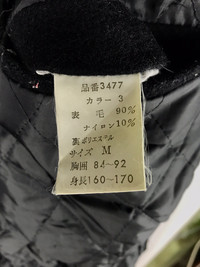 品番3477
カラー 3
表 毛 90%
ナイロン10%
裏ポリエステル
サイズ M
胸囲 84-92
身長160-170